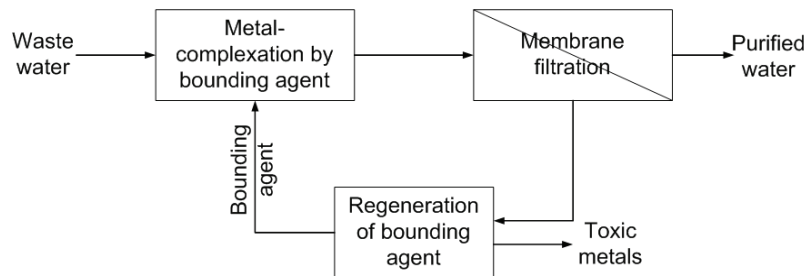 Waste
water
Metal-
complexation by
bounding agent
Membrane
filtration
Purified
water
Bounding
agent
Regeneration
of bounding
agent
Toxic
metals